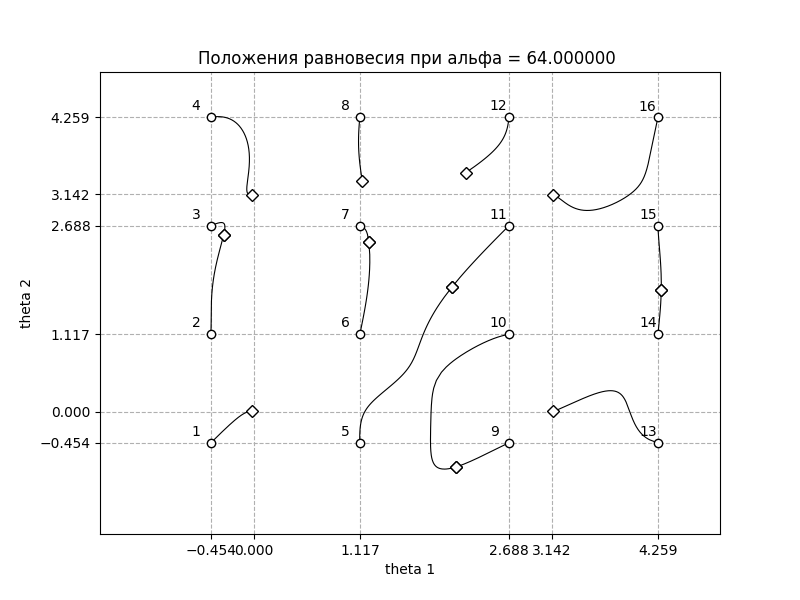 Положения равновесия при альфа = 64.000000
4 8 12 16
4.259
3.142
3 7 11 15
2.688
theta 2
2 6 10 14
1.117
0.000
1 5 9 13
−0.454
−0.454 0.000 1.117 2.688 3.142 4.259
theta 1